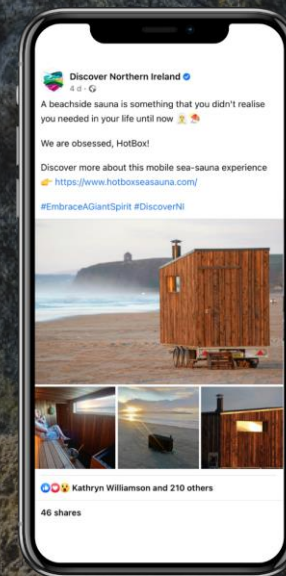 Discover Northern Ireland
4 d ·
A beachside sauna is something that you didn't realise
you needed in your life until now
We are obsessed, HotBox!
Discover more about this mobile sea-sauna experience
👉 https://www.hotboxseasauna.com/
#EmbraceAGiantSpirit #DiscoverNI
Kathryn Williamson and 210 others
46 shares